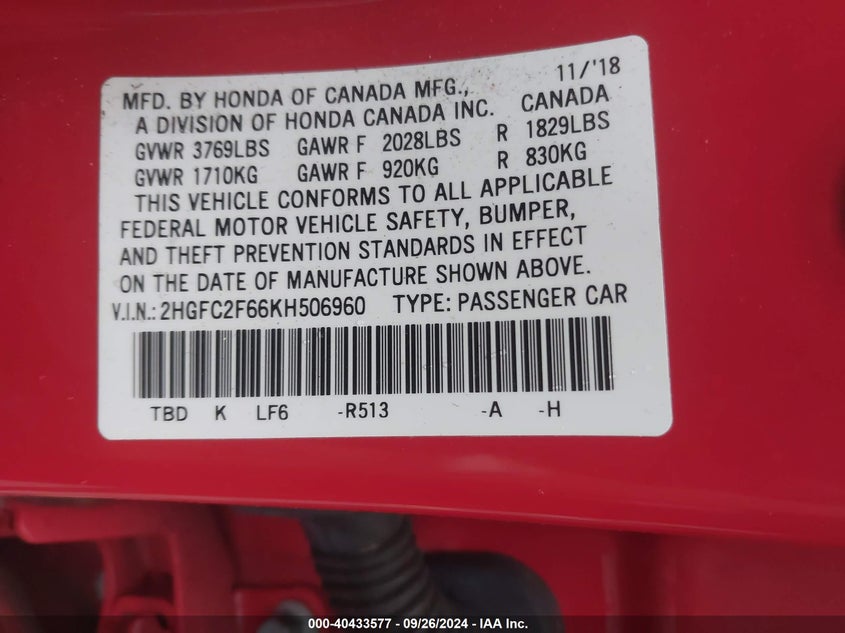 11/'18
MFD. BY HONDA OF CANADA MFG.,
A DIVISION OF HONDA CANADA INC. CANADA
GVWR 3769LBS GAWR F 2028LBS R 1829LBS
GVWR 1710KG GAWR F 920KG R 830KG
THIS VEHICLE CONFORMS TO ALL APPLICABLE
FEDERAL MOTOR VEHICLE SAFETY, BUMPER,
AND THEFT PREVENTION STANDARDS IN EFFECT
ON THE DATE OF MANUFACTURE SHOWN ABOVE.
V.I.N.: 2HGFC2F66KH506960 TYPE: PASSENGER CAR
TBD K LF6 -R513 -A -H
000-40433577 - 09/26/2024 - IAA Inc.